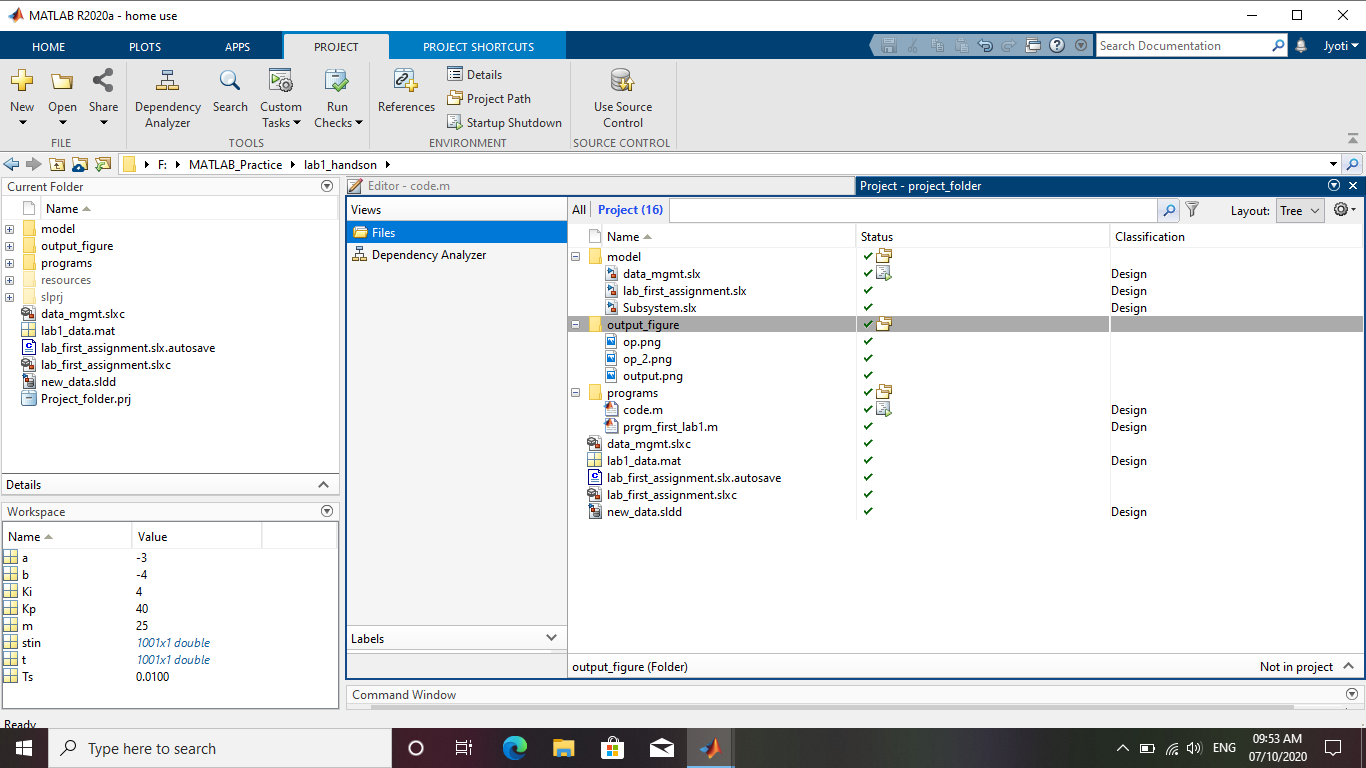 MATLAB R2020a - home use
HOME PLOTS APPS PROJECT PROJECT SHORTCUTS
Search Documentation
Jyoti
New
Open
Share
FILE
Dependency
Analyzer
Search
Custom
Tasks
Run
Checks
TOOLS
References
Details
Project Path
Startup Shutdown
ENVIRONMENT
Use Source
Control
SOURCE CONTROL
F: MATLAB_Practice lab1_handson
Current Folder
Name
model
output_figure
programs
resources
slprj
data_mgmt.slxc
lab1_data.mat
lab_first_assignment.slx.autosave
lab_first_assignment.slxc
new_data.sldd
Project_folder.prj
Details
Workspace
Name Value
a -3
b -4
Ki 4
Kp 40
m 25
stin 1001x1 double
t 1001x1 double
Ts 0.0100
Editor - code.m
Project - project_folder
Views
Files
Dependency Analyzer
Labels
All Project (16)
Layout: Tree
Name Status Classification
model
data_mgmt.slx Design
lab_first_assignment.slx Design
Subsystem.slx Design
output_figure
op.png
op_2.png
output.png
programs
code.m Design
prgm_first_lab1.m Design
data_mgmt.slxc
lab1_data.mat Design
lab_first_assignment.slx.autosave
lab_first_assignment.slxc
new_data.sldd Design
output_figure (Folder) Not in project
Command Window
Ready
Type here to search
ENG
09:53 AM
07/10/2020